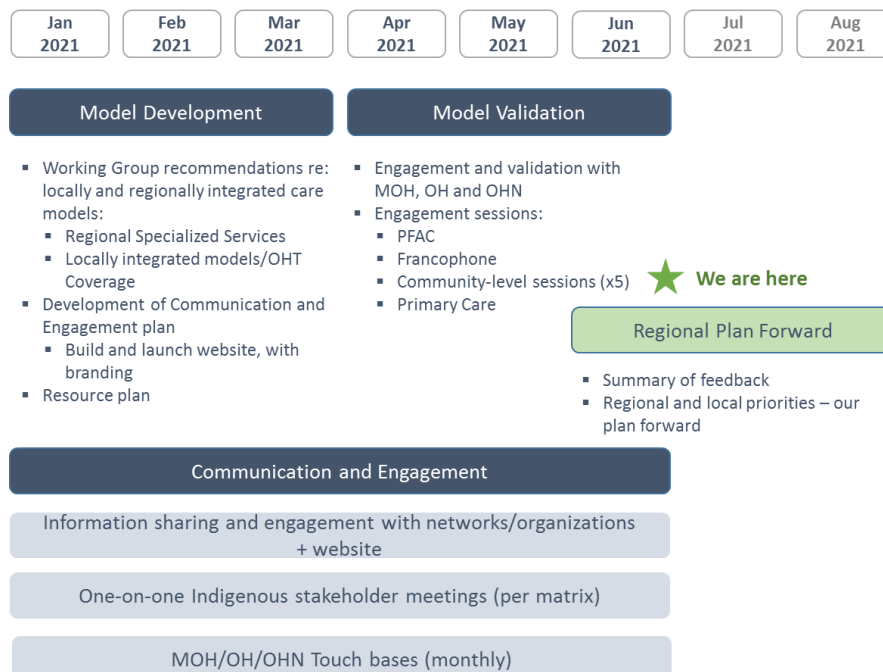 Jan
2021
Feb
2021
Mar
2021
Apr
2021
May
2021
Jun
2021
Jul
2021
Aug
2021
Model Development
▪ Working Group recommendations re:
locally and regionally integrated care
models:
▪ Regional Specialized Services
▪ Locally integrated models/OHT
Coverage
▪ Development of Communication and
Engagement plan
▪ Build and launch website, with
branding
▪ Resource plan
Model Validation
▪ Engagement and validation with
MOH, OH and OHN
▪ Engagement sessions:
▪ PFAC
▪ Francophone
▪ Community-level sessions (x5)
▪ Primary Care
We are here
Regional Plan Forward
▪ Summary of feedback
▪ Regional and local priorities – our
plan forward
Communication and Engagement
Information sharing and engagement with networks/organizations
+ website
One-on-one Indigenous stakeholder meetings (per matrix)
MOH/OH/OHN Touch bases (monthly)